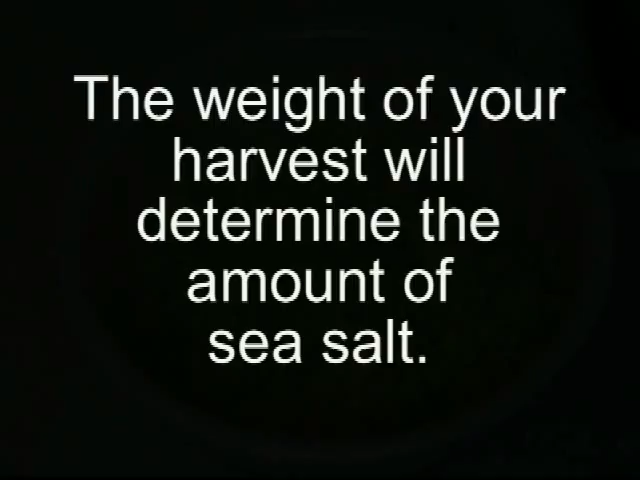 The weight of your
harvest will
determine the
amount of
sea salt.